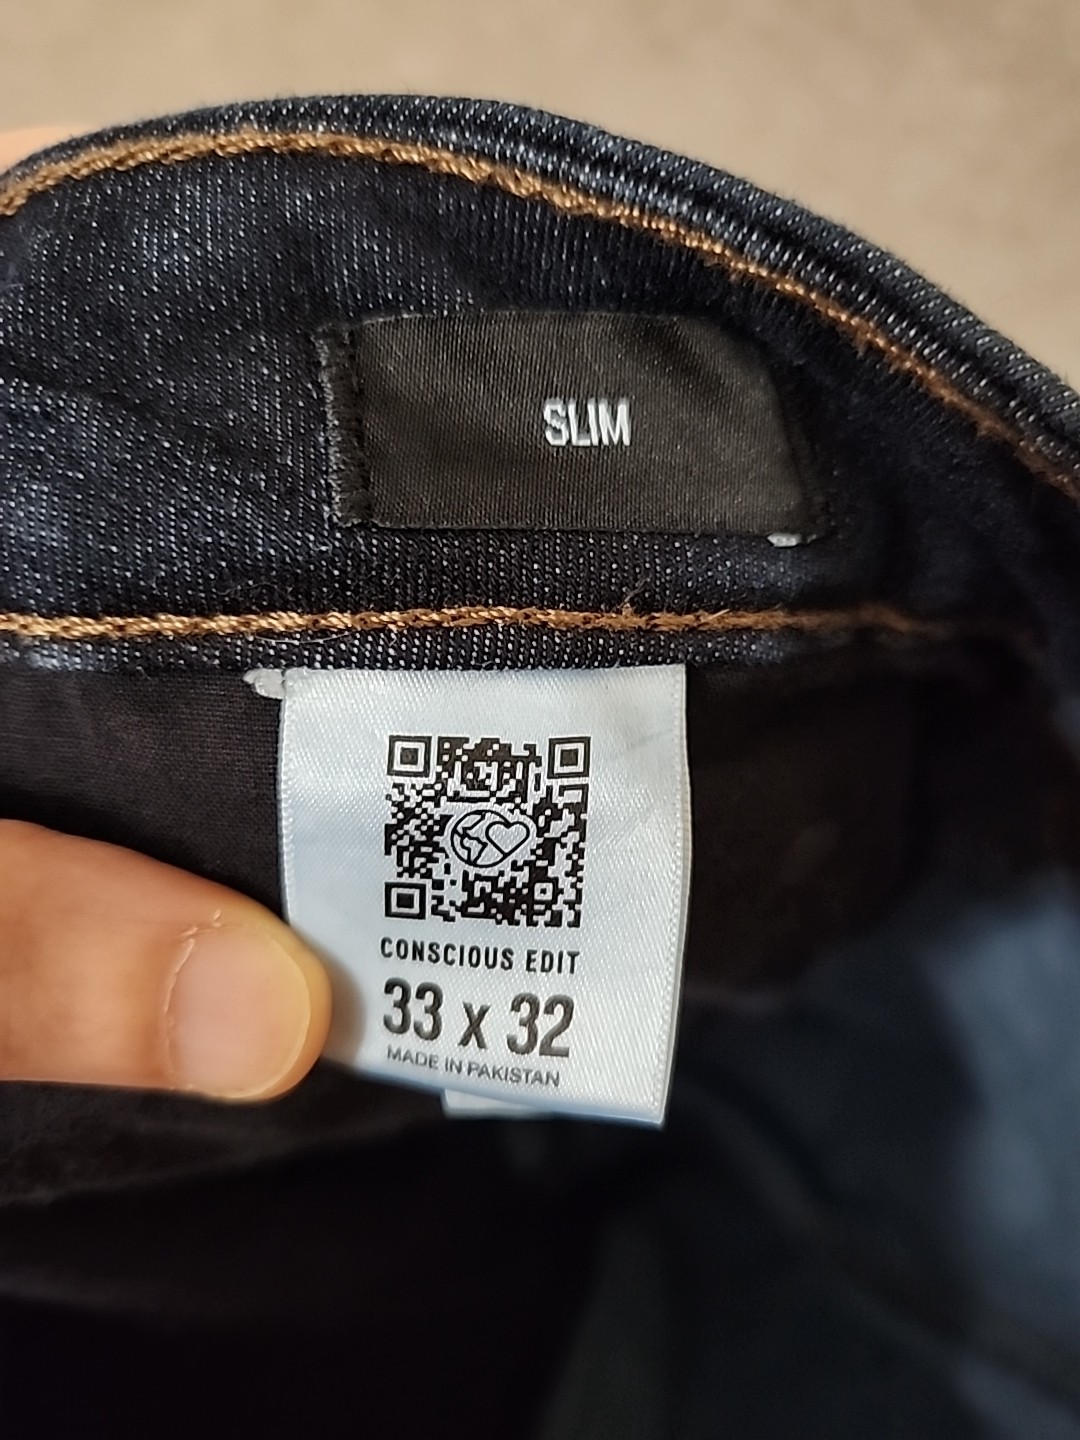 SLIM
CONSCIOUS EDIT
33 x 32
MADE IN PAKISTAN